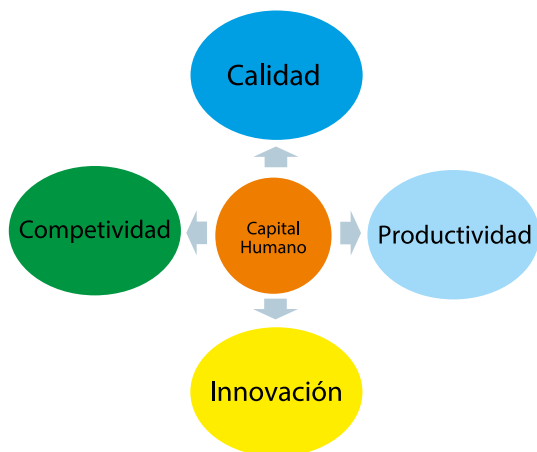 Calidad
Competividad
Capital
Humano
Productividad
Innovación